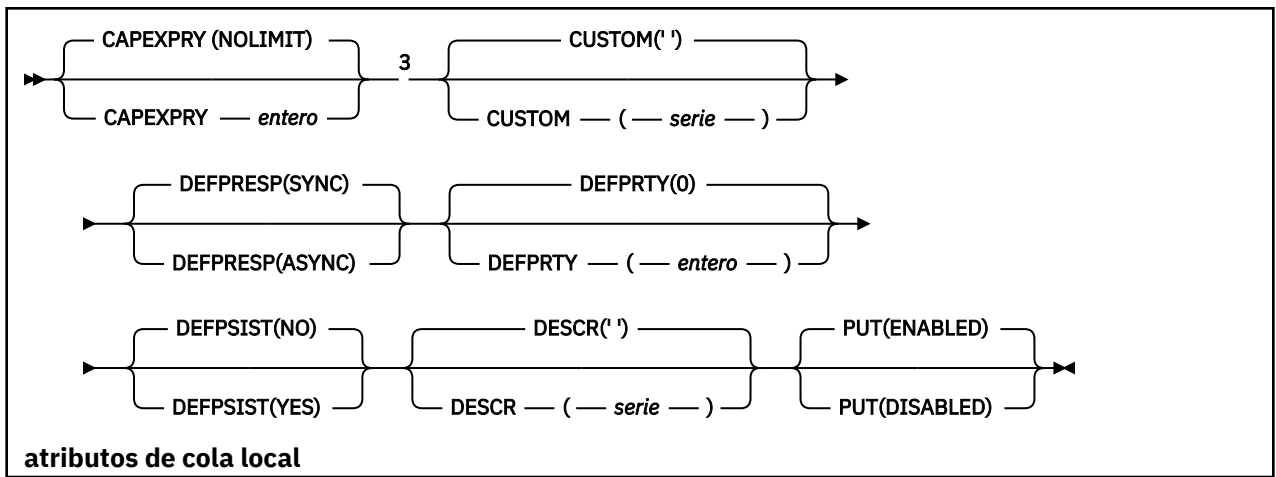 CAPEXPRY (NOLIMIT)
CAPEXPRY entero
3
CUSTOM(' ')
CUSTOM ( serie )
DEFPRESP(SYNC)
DEFPRESP(ASYNC)
DEFPRTY(0)
DEFPRTY ( entero )
DEFPSIST(NO)
DEFPSIST(YES)
DESCR(' ')
DESCR ( serie )
PUT(ENABLED)
PUT(DISABLED)
atributos de cola local